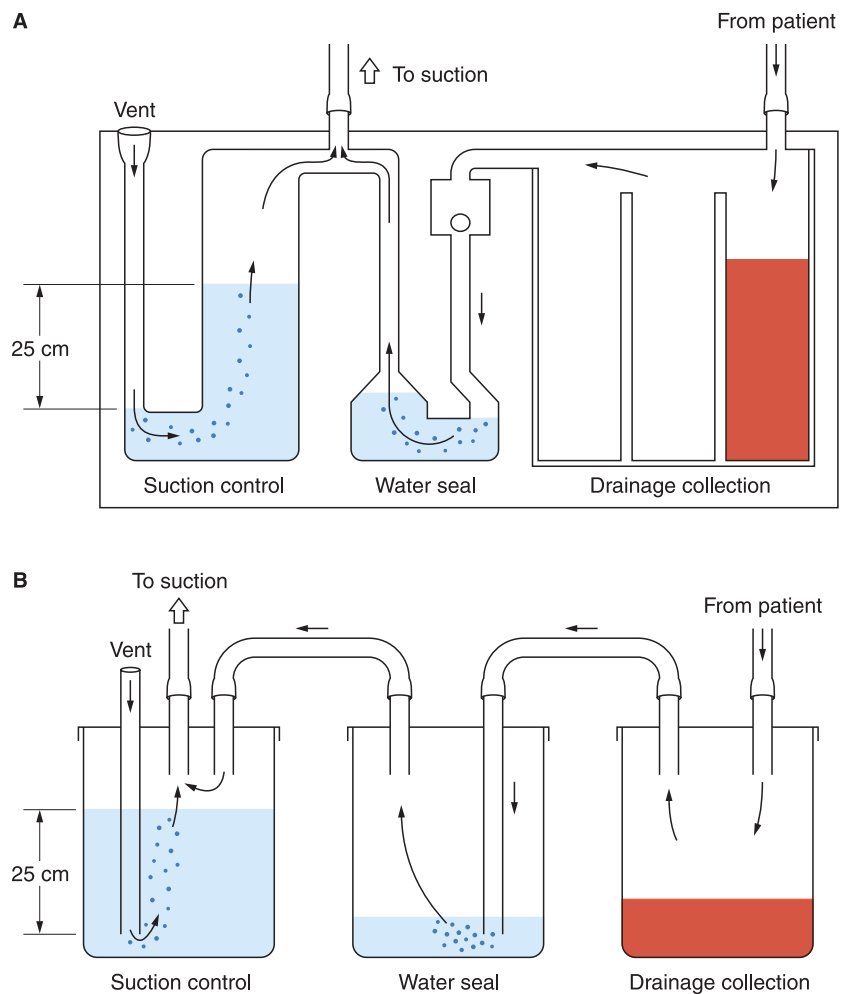 A
From patient
To suction
Vent
25 cm
Suction control
Water seal
Drainage collection
B
To suction
From patient
Vent
25 cm
Suction control
Water seal
Drainage collection